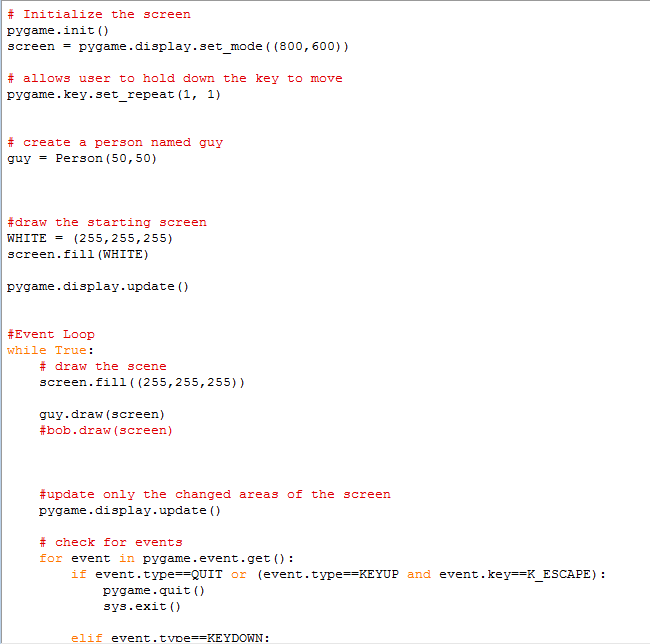 # Initialize the screen
pygame.init()
screen = pygame.display.set_mode((800,600))
# allows user to hold down the key to move
pygame.key.set_repeat(1, 1)
# create a person named guy
guy = Person(50,50)
#draw the starting screen
WHITE = (255,255,255)
screen.fill(WHITE)
pygame.display.update()
#Event Loop
while True:
    # draw the scene
    screen.fill((255,255,255))
    guy.draw(screen)
    #bob.draw(screen)
    #update only the changed areas of the screen
    pygame.display.update()
    # check for events
    for event in pygame.event.get():
        if event.type==QUIT or (event.type==KEYUP and event.key==K_ESCAPE):
            pygame.quit()
            sys.exit()
        elif event.type==KEYDOWN: